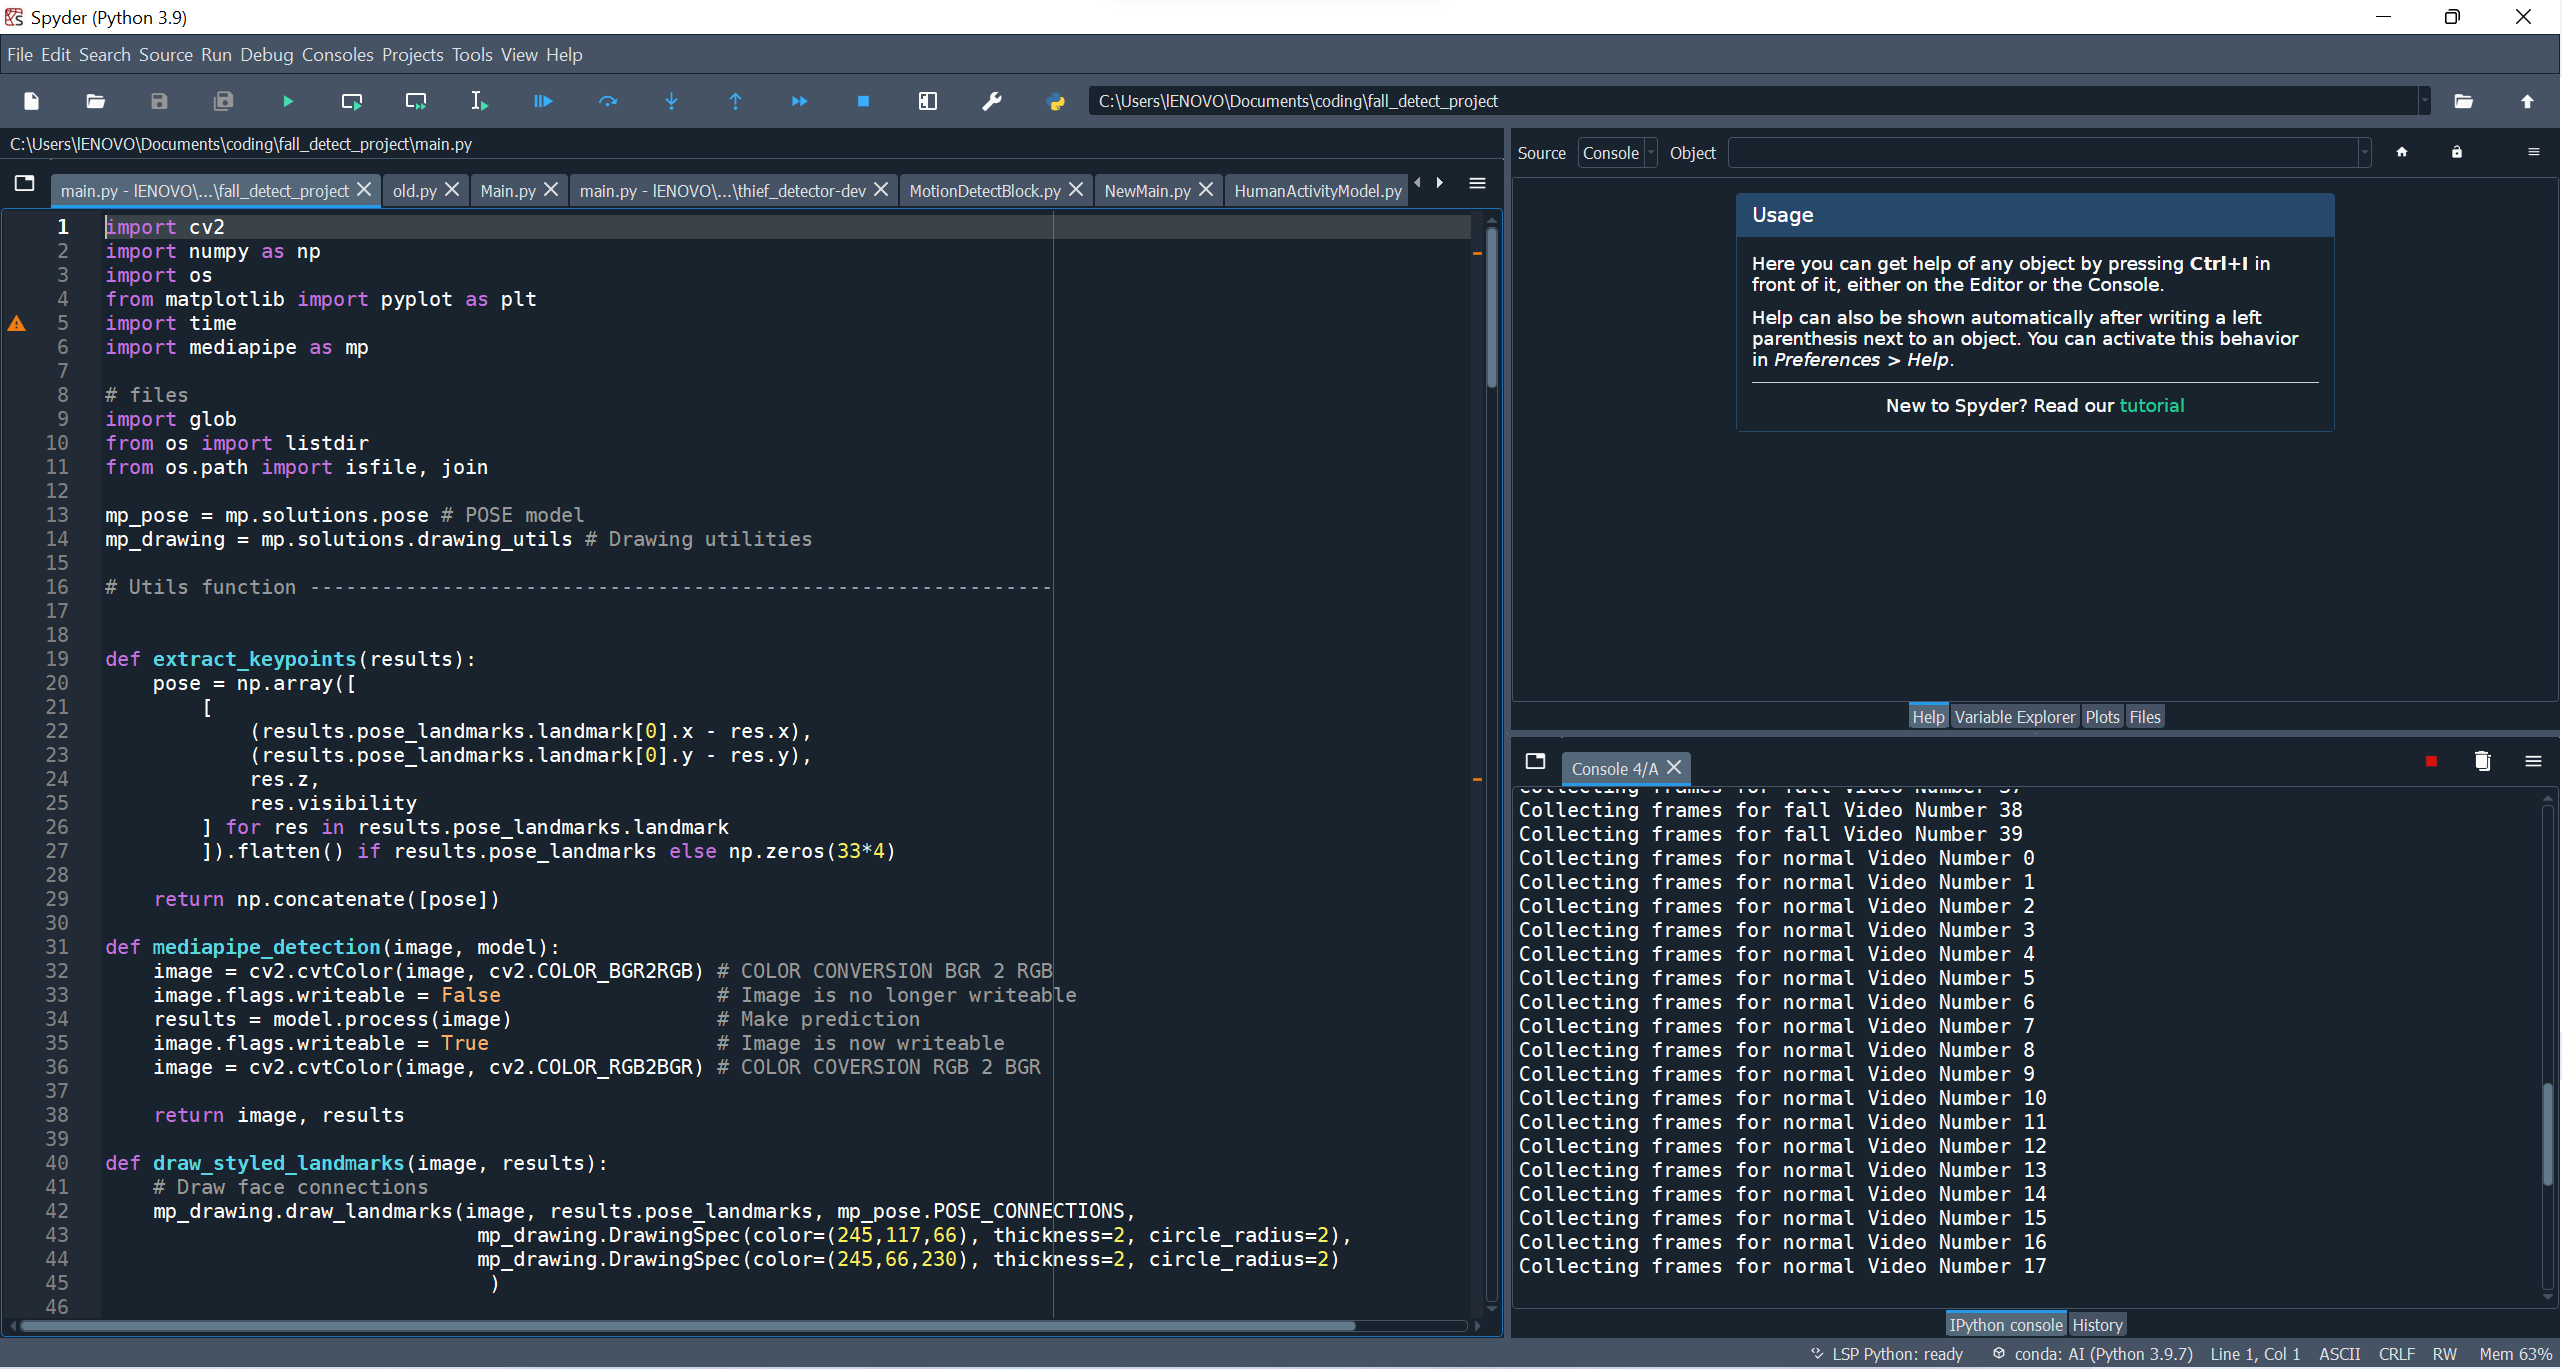 Spyder (Python 3.9)
File Edit Search Source Run Debug Consoles Projects Tools View Help
C:\Users\lENOVO\Documents\coding\fall_detect_project
C:\Users\lENOVO\Documents\coding\fall_detect_project\main.py
main.py - lENOVO\...\fall_detect_project old.py Main.py main.py - lENOVO\...\thief_detector-dev MotionDetectBlock.py NewMain.py HumanActivityModel.py
1 import cv2
2 import numpy as np
3 import os
4 from matplotlib import pyplot as plt
5 import time
6 import mediapipe as mp
7
8 # files
9 import glob
10 from os import listdir
11 from os.path import isfile, join
12
13 mp_pose = mp.solutions.pose # POSE model
14 mp_drawing = mp.solutions.drawing_utils # Drawing utilities
15
16 # Utils function --------------------------------------------------------------
17
18
19 def extract_keypoints(results):
20     pose = np.array([
21         [
22             (results.pose_landmarks.landmark[0].x - res.x),
23             (results.pose_landmarks.landmark[0].y - res.y),
24             res.z,
25             res.visibility
26         ] for res in results.pose_landmarks.landmark
27         ]).flatten() if results.pose_landmarks else np.zeros(33*4)
28
29     return np.concatenate([pose])
30
31 def mediapipe_detection(image, model):
32     image = cv2.cvtColor(image, cv2.COLOR_BGR2RGB) # COLOR CONVERSION BGR 2 RGB
33     image.flags.writeable = False                  # Image is no longer writeable
34     results = model.process(image)                 # Make prediction
35     image.flags.writeable = True                   # Image is now writeable
36     image = cv2.cvtColor(image, cv2.COLOR_RGB2BGR) # COLOR COVERSION RGB 2 BGR
37
38     return image, results
39
40 def draw_styled_landmarks(image, results):
41     # Draw face connections
42     mp_drawing.draw_landmarks(image, results.pose_landmarks, mp_pose.POSE_CONNECTIONS,
43                                mp_drawing.DrawingSpec(color=(245,117,66), thickness=2, circle_radius=2),
44                                mp_drawing.DrawingSpec(color=(245,66,230), thickness=2, circle_radius=2)
45                                 )
46
Source Console Object
Usage
Here you can get help of any object by pressing Ctrl+I in
front of it, either on the Editor or the Console.
Help can also be shown automatically after writing a left
parenthesis next to an object. You can activate this behavior
in Preferences > Help.
New to Spyder? Read our tutorial
Help Variable Explorer Plots Files
Console 4/A
Collecting frames for fall Video Number 37
Collecting frames for fall Video Number 38
Collecting frames for fall Video Number 39
Collecting frames for normal Video Number 0
Collecting frames for normal Video Number 1
Collecting frames for normal Video Number 2
Collecting frames for normal Video Number 3
Collecting frames for normal Video Number 4
Collecting frames for normal Video Number 5
Collecting frames for normal Video Number 6
Collecting frames for normal Video Number 7
Collecting frames for normal Video Number 8
Collecting frames for normal Video Number 9
Collecting frames for normal Video Number 10
Collecting frames for normal Video Number 11
Collecting frames for normal Video Number 12
Collecting frames for normal Video Number 13
Collecting frames for normal Video Number 14
Collecting frames for normal Video Number 15
Collecting frames for normal Video Number 16
Collecting frames for normal Video Number 17
IPython console History
LSP Python: ready conda: AI (Python 3.9.7) Line 1, Col 1 ASCII CRLF RW Mem 63%